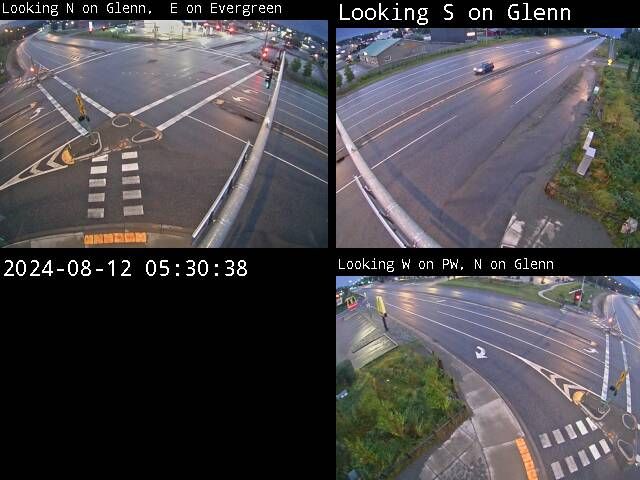 Looking N on Glenn,  E on Evergreen
Looking S on Glenn
2024-08-12 05:30:38
Looking W on PW, N on Glenn